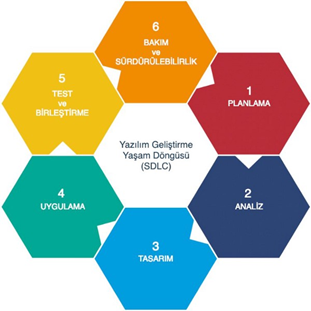 6
BAKIM
ve
SÜRDÜRÜLEBİLİRLİK
1
PLANLAMA
2
ANALİZ
3
TASARIM
4
UYGULAMA
5
TEST
ve
BİRLEŞTİRME
Yazılım Geliştirme
Yaşam Döngüsü
(SDLC)